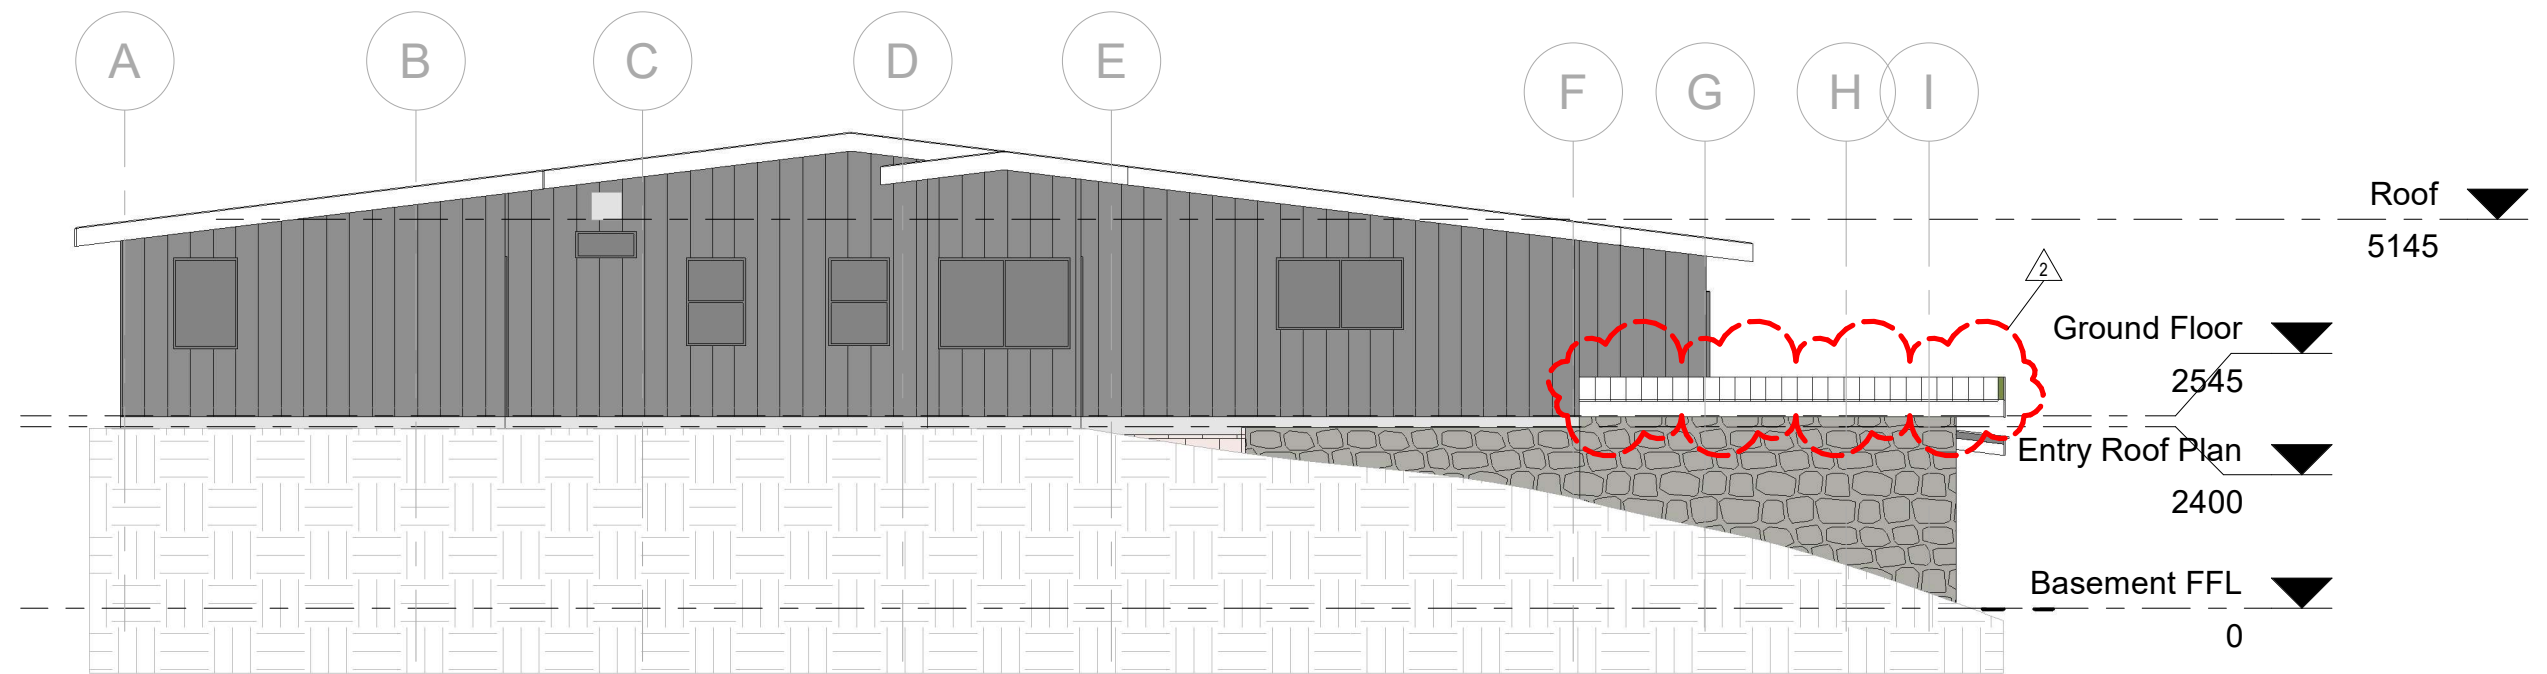 A B C D E F G H I
Roof
5145
2
Ground Floor
2545
Entry Roof Plan
2400
Basement FFL
0